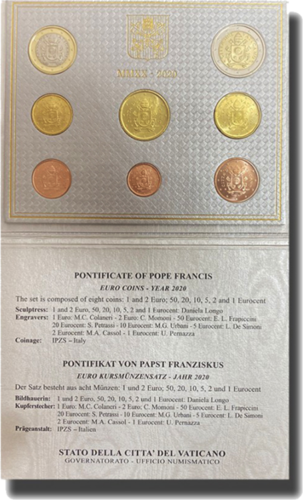 MMXX 2020
PONTIFICATE OF POPE FRANCIS
EURO COINS - YEAR 2020
The art is composed of eight coins: 1 and 2 Euro; 50, 20, 10, 5, 2 and 1 Eurocent
Sculptress: 1 and 2 Euro, 50, 20, 10, 5, 2 and 1 Eurocent: Daniela Longo
Engravers: 1 Euro: M.C. Colaneri - 2 Euro: C. Momoni - 50 Eurocent: E. L. Frapiccini
20 Eurocent: S. Petrassi - 10 Eurocent: M.G. Urbani - 5 Eurocent: L. De Simoni
2 Eurocent: M.A. Cassol - 1 Eurocent: U. Pernazza
Coinage: IPZS – Italy
PONTIFIKAT VON PAPST FRANZISKUS
EURO KURSMÜNZENSATZ - JAHR 2020
Der Satz besteht aus acht Münzen: 1 und 2 Euro; 50, 20, 10, 5, 2 und 1 Eurocent
Bildhauerin: 1 und 2 Euro, 50, 20, 10, 5, 2 und 1 Eurocent: Daniela Longo
Kupferstecher: 1 Euro: M.C. Colaneri - 2 Euro: C. Momoni - 50 Eurocent: E. L. Frapiccini
20 Eurocent: S. Petrassi - 10 Eurocent: M.G. Urbani - 5 Eurocent: L. De Simoni
2 Eurocent: M.A. Cassol - 1 Eurocent: U. Pernazza
Prägeanstalt: IPZS – Italien
STATO DELLA CITTA' DEL VATICANO
GOVERNATORATO - UFFICIO NUMISMATICO